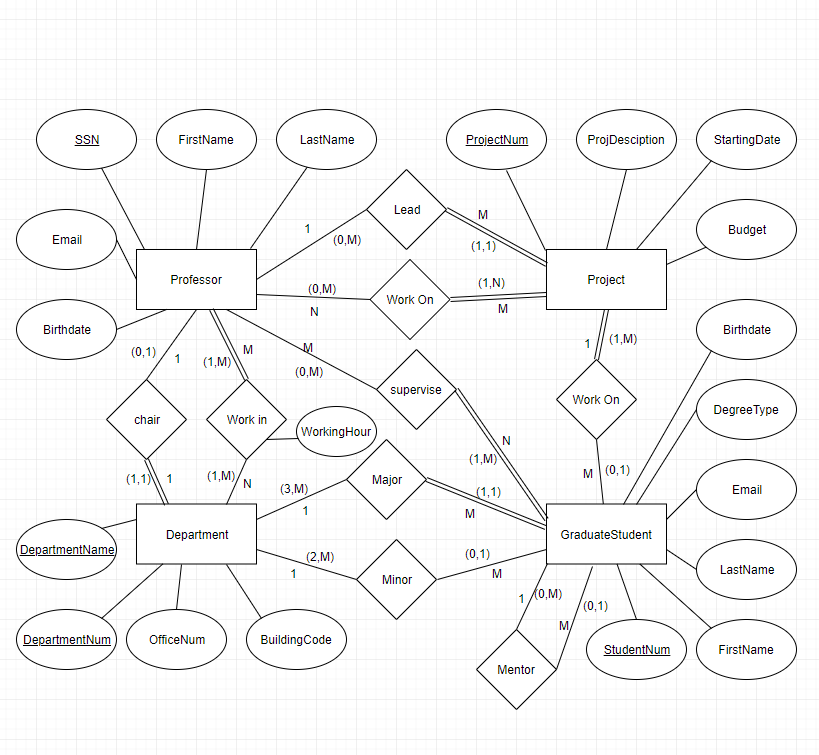 SSN
FirstName
LastName
ProjectNum
ProjDesciption
StartingDate
Lead
M
1
(0,M)
(1,1)
Email
Budget
Professor
Project
(0,M)
(1,N)
Work On
N
M
Birthdate
Birthdate
(0,1)
1
(1,M)
M
M
(0,M)
1
(1,M)
supervise
Work On
chair
Work in
WorkingHour
DegreeType
N
(1,M)
(1,1)
1
(1,M)
N
(3,M)
1
Major
(1,1)
M
M
(0,1)
Email
Department
GraduateStudent
DepartmentName
(2,M)
1
Minor
(0,1)
M
LastName
1
(0,M)
(0,1)
M
DepartmentNum
OfficeNum
BuildingCode
Mentor
StudentNum
FirstName